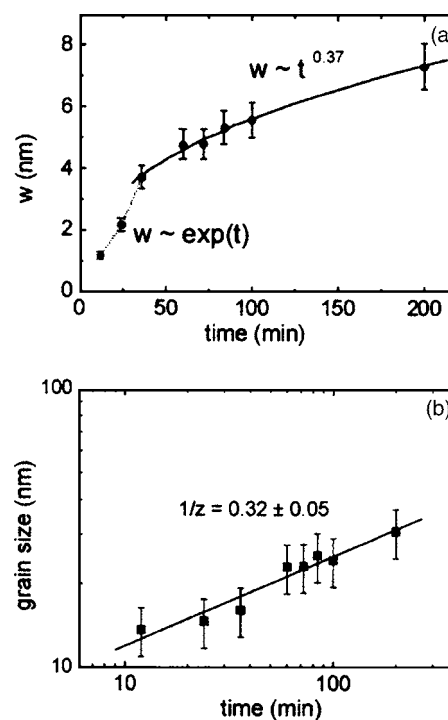 (a)
8
6
4
2
0
w (nm)
w ~ t^0.37
w ~ exp(t)
50 100 150 200
time (min)
(b)
100
10
grain size (nm)
1/z = 0.32 ± 0.05
10 100
time (min)